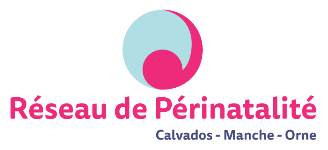 Réseau de Périnatalité
Calvados - Manche - Orne